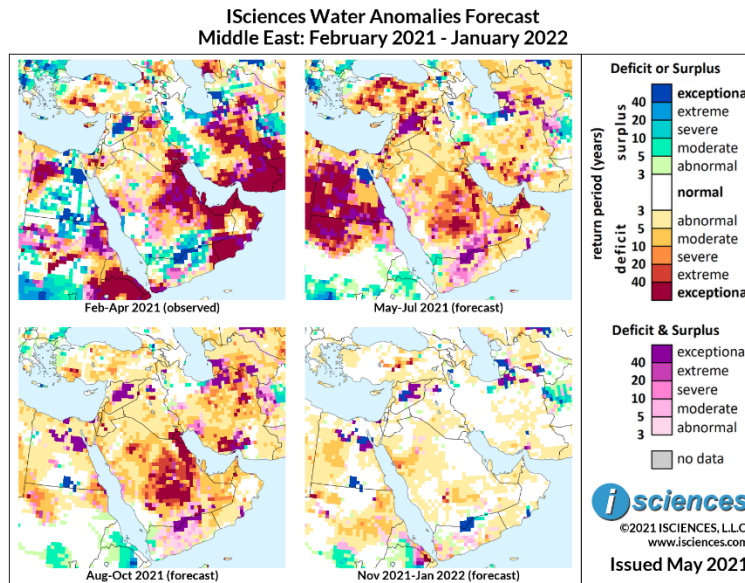 ISciences Water Anomalies Forecast
Middle East: February 2021 - January 2022
Feb-Apr 2021 (observed)
May-Jul 2021 (forecast)
Aug-Oct 2021 (forecast)
Nov 2021-Jan 2022 (forecast)
Deficit or Surplus
return period (years)
surplus
deficit
40 exceptiona
20 extreme
10 severe
5 moderate
3 abnormal
normal
3 abnormal
5 moderate
10 severe
20 extreme
40 exceptiona
Deficit & Surplus
exceptiona
40 extreme
20 severe
10 moderate
5 abnormal
3
no data
i sciences
©2021 ISCIENCES, L.L.C
www.isciences.com
Issued May 2021